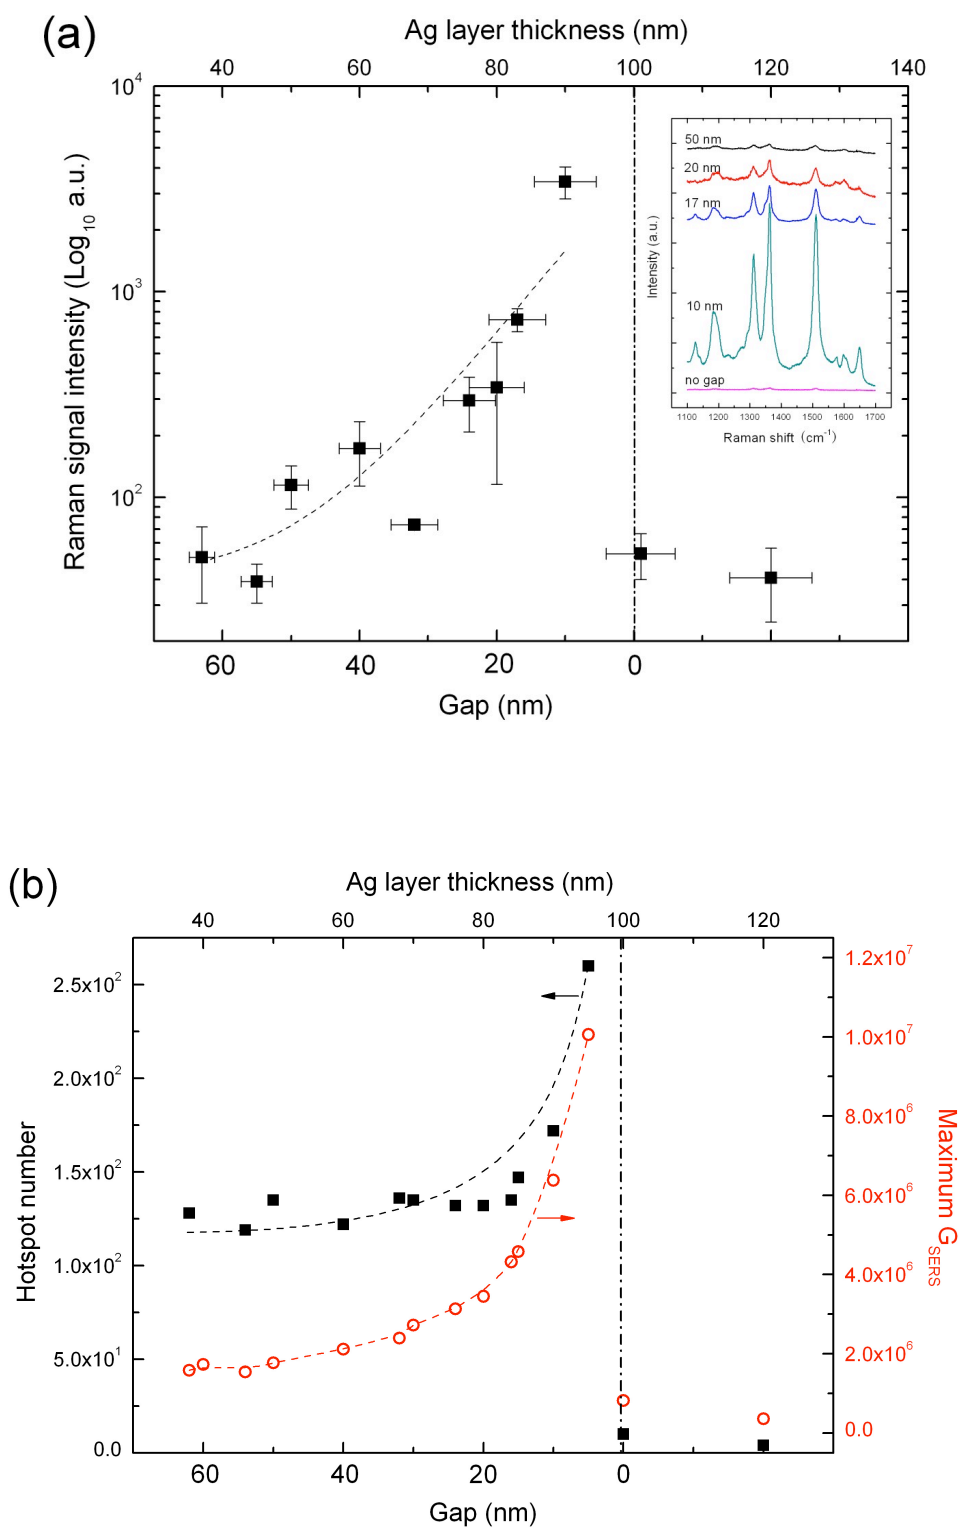 (a)
Ag layer thickness (nm)
40 60 80 100 120 140
10^4
10^3
10^2
Raman signal intensity (Log_10 a.u.)
50 nm
20 nm
17 nm
10 nm
no gap
Intensity (a.u.)
1100 1200 1300 1400 1500 1600 1700
Raman shift (cm^-1)
60 40 20 0
Gap (nm)
(b)
Ag layer thickness (nm)
40 60 80 100 120
2.5x10^2
2.0x10^2
1.5x10^2
1.0x10^2
5.0x10^1
0.0
Hotspot number
1.2x10^7
1.0x10^7
8.0x10^6
6.0x10^6
4.0x10^6
2.0x10^6
0.0
Maximum G_SERS
60 40 20 0
Gap (nm)